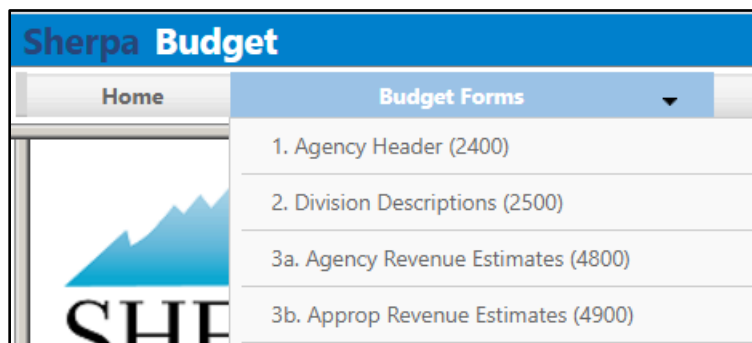 Sherpa Budget
Home Budget Forms
1. Agency Header (2400)
2. Division Descriptions (2500)
3a. Agency Revenue Estimates (4800)
3b. Approp Revenue Estimates (4900)